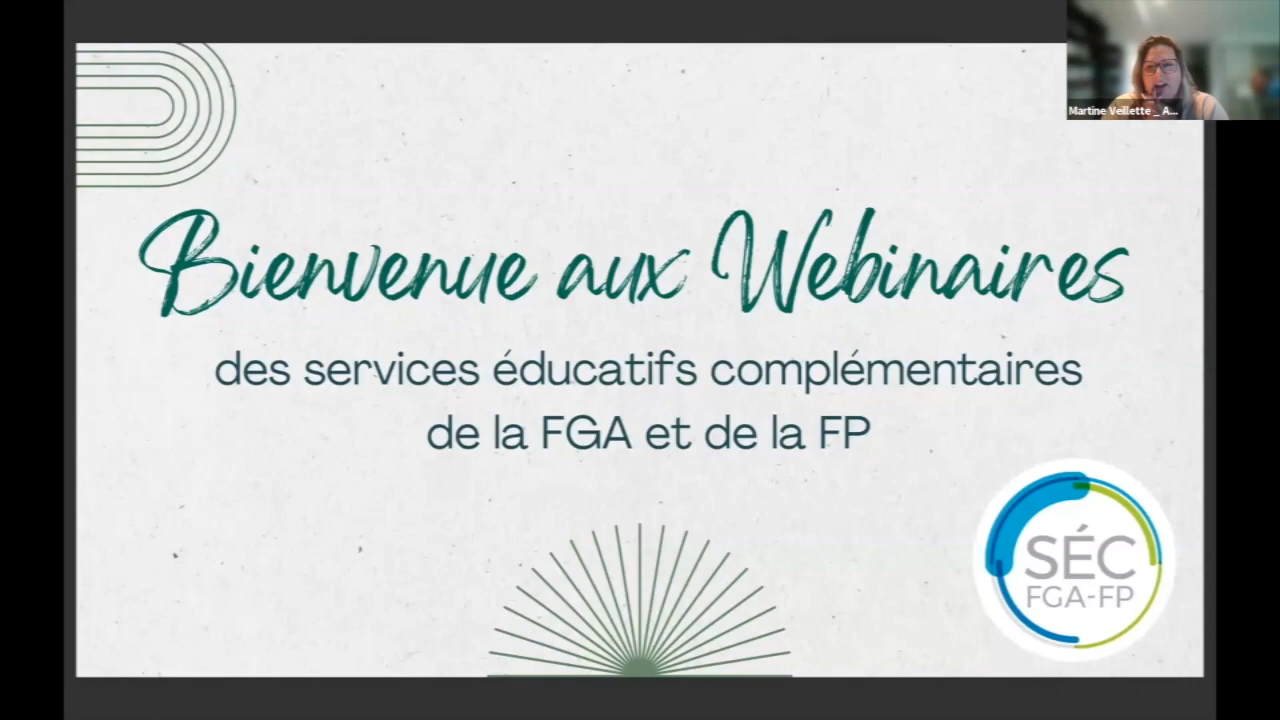 Martine Veillette _ A...
Bienvenue aux Webinaires
des services éducatifs complémentaires
de la FGA et de la FP
SÉC
FGA-FP